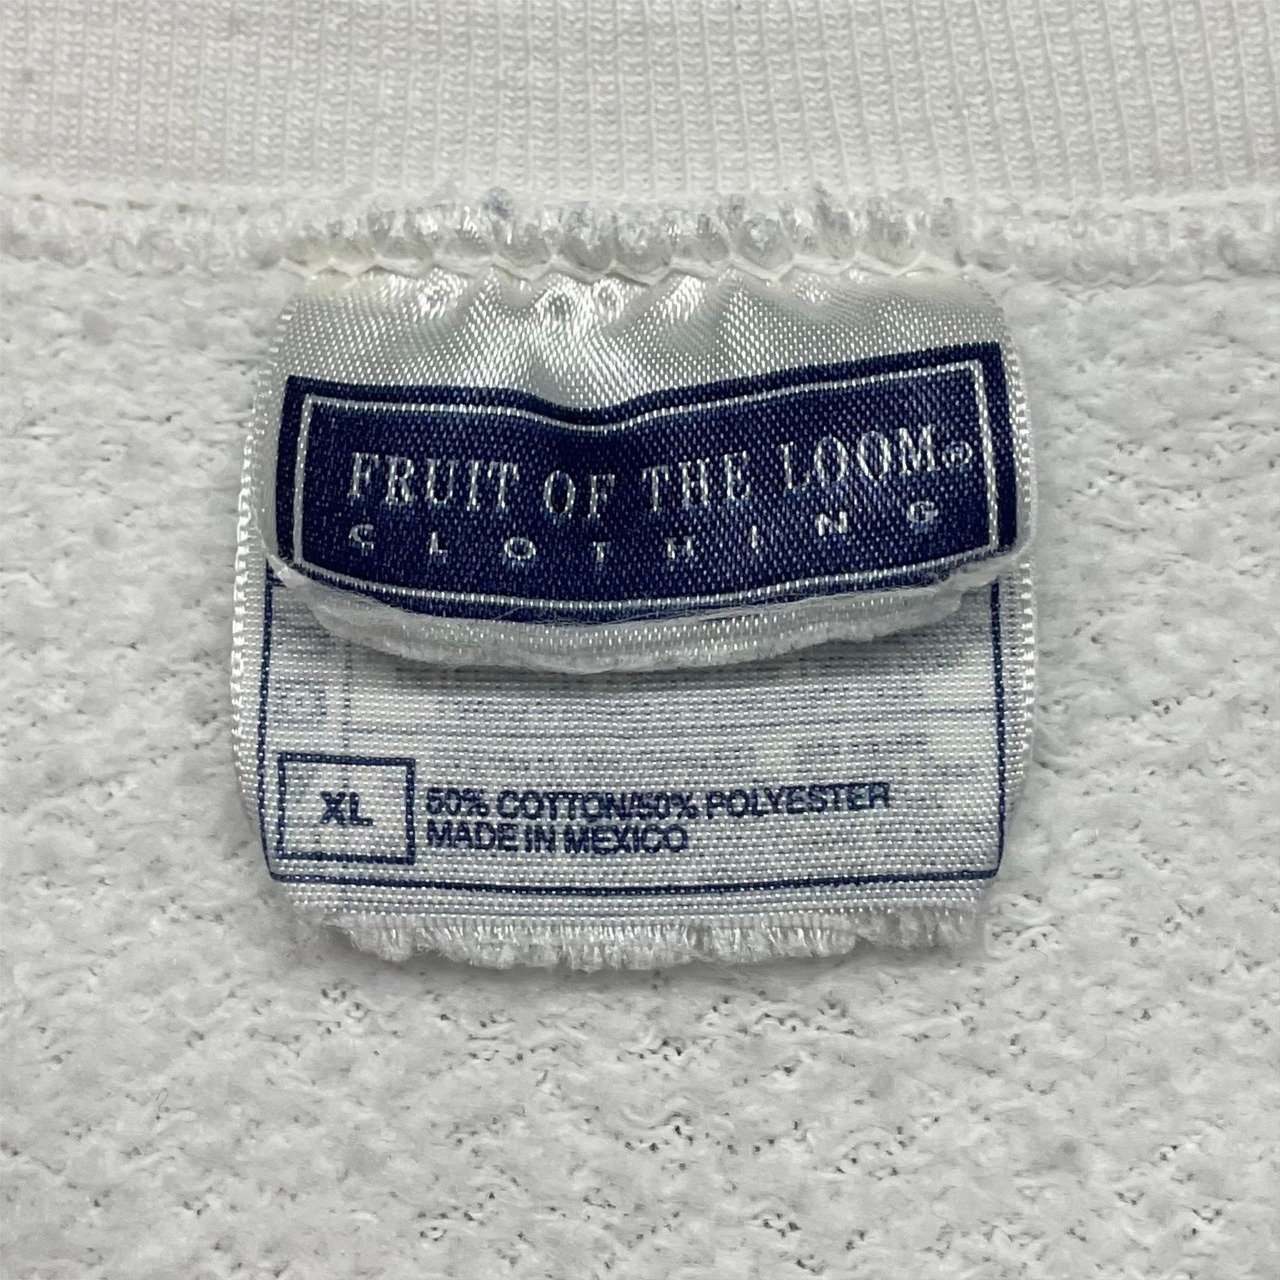 FRUIT OF THE LOOM®
CLOTHING
XL
50% COTTON/50% POLYESTER
MADE IN MEXICO